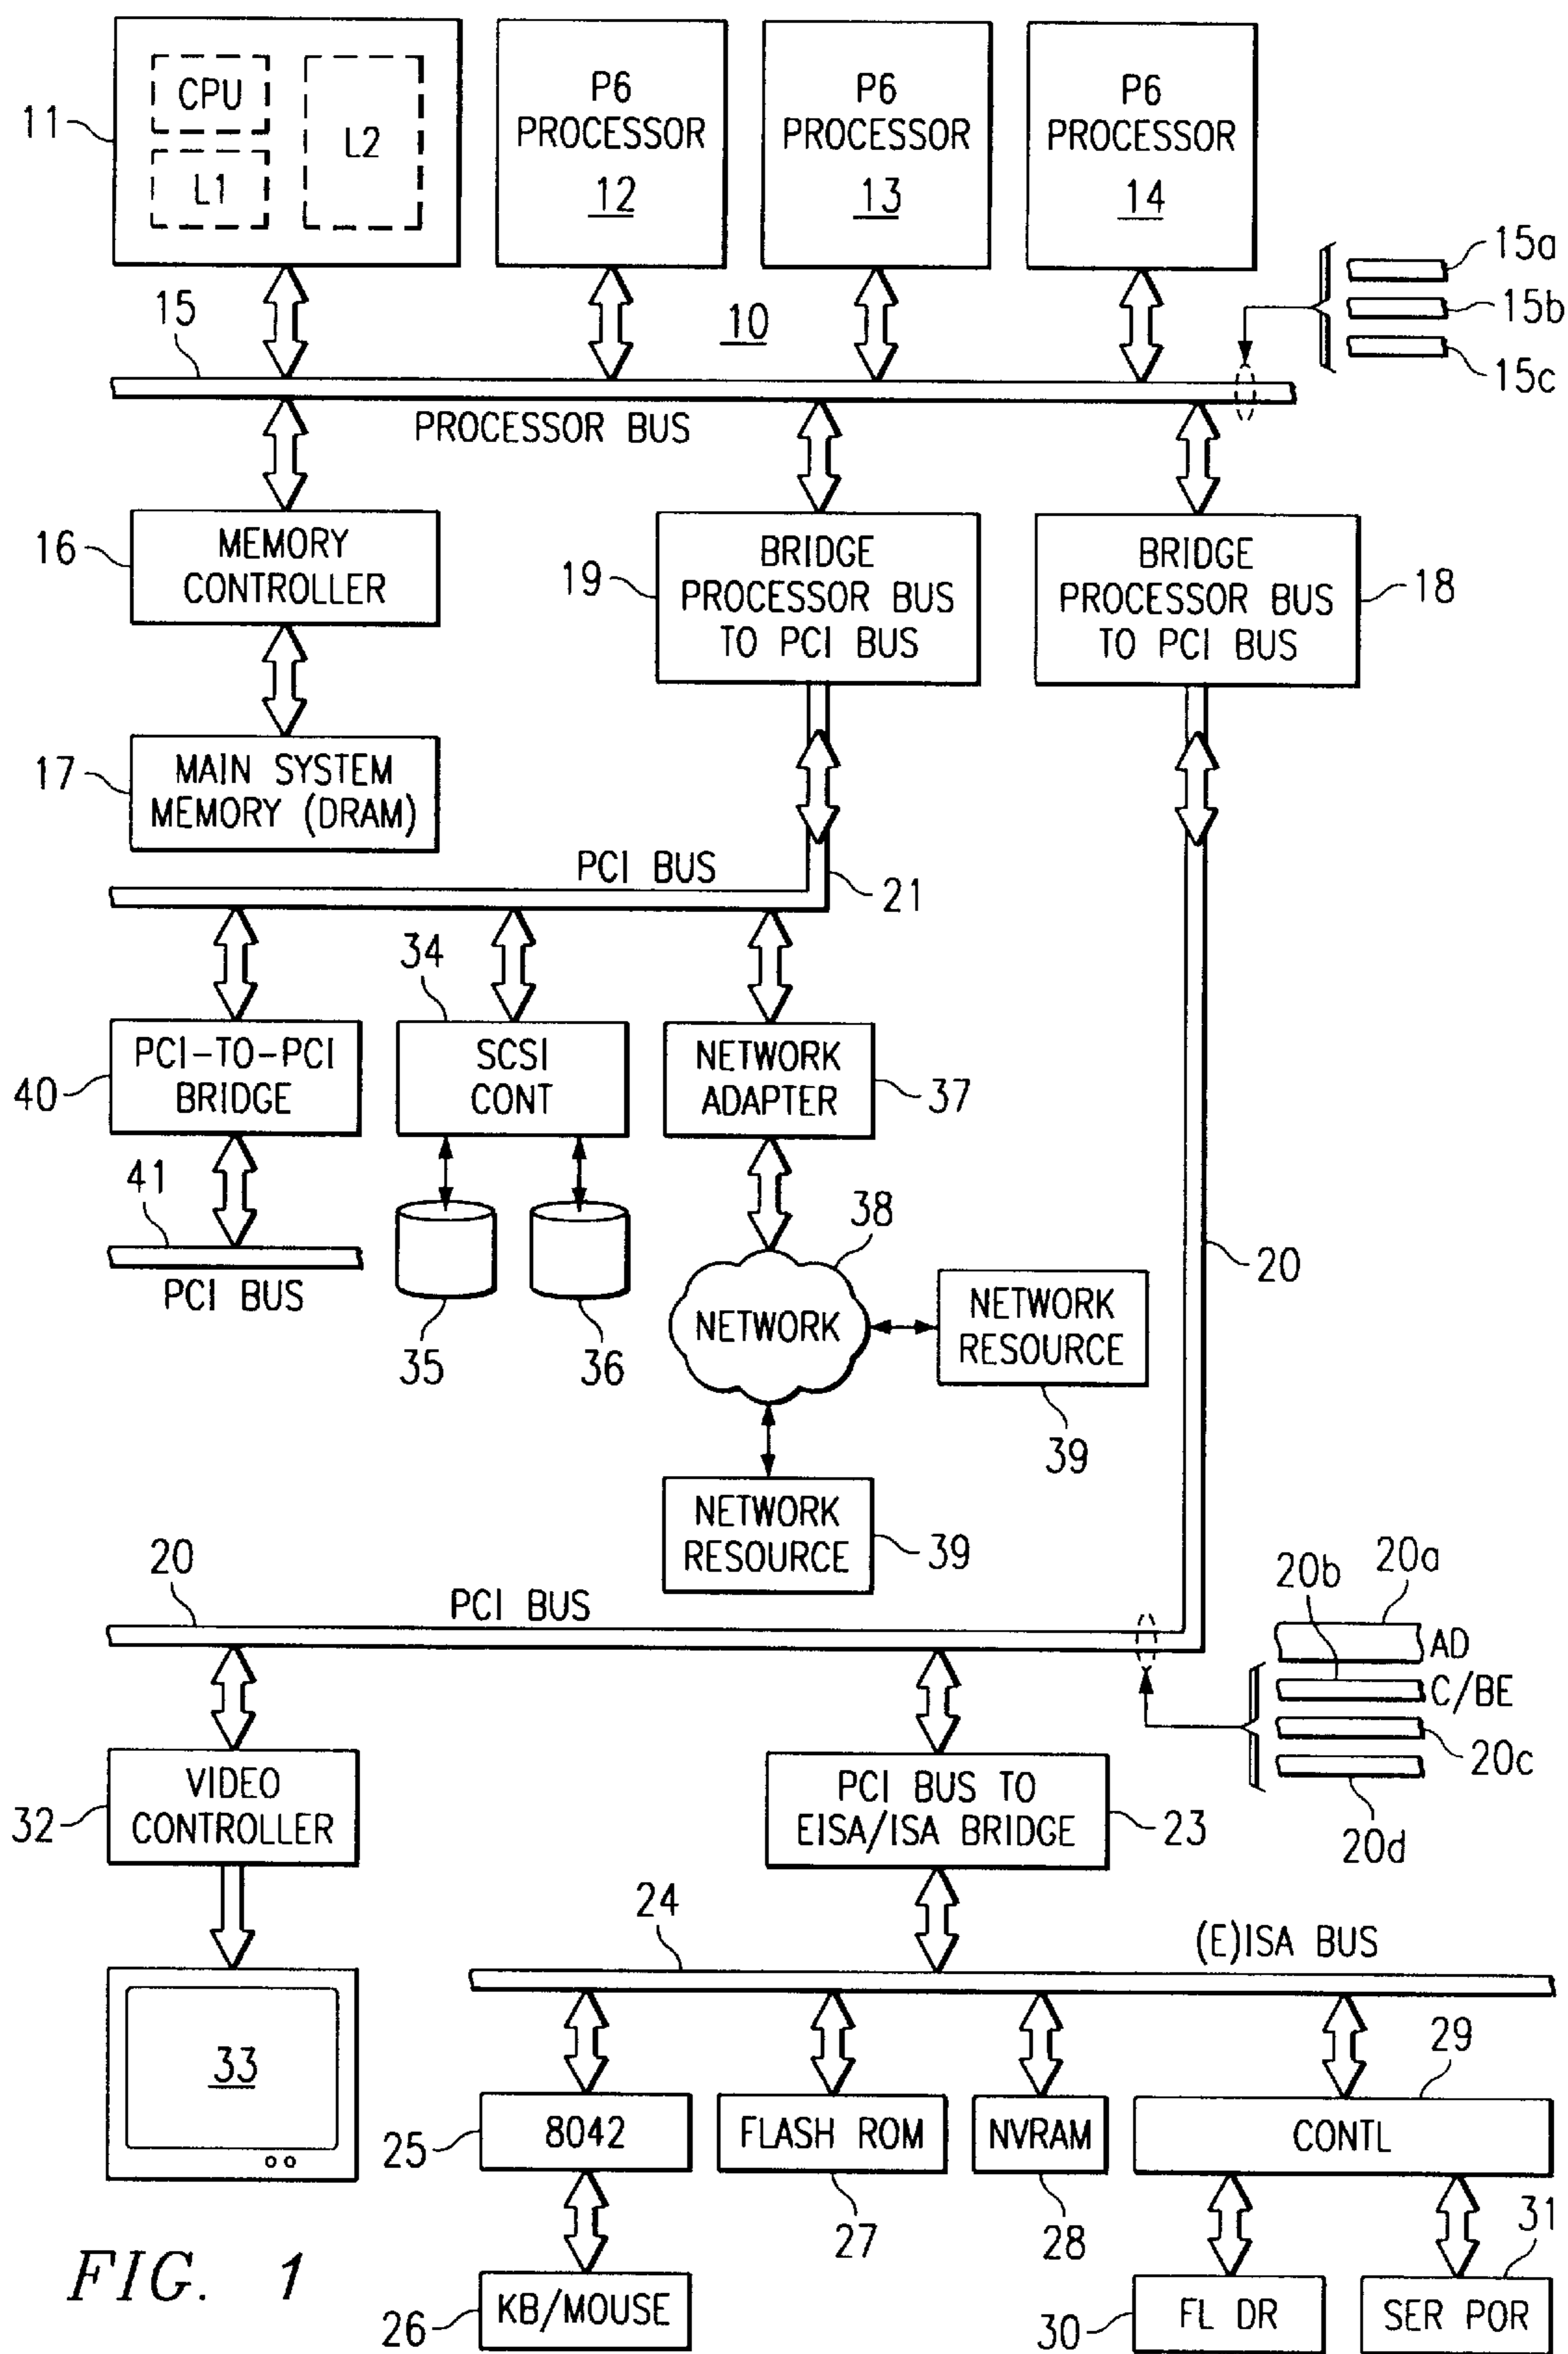 11
CPU
L1
L2
P6
PROCESSOR
12
P6
PROCESSOR
13
P6
PROCESSOR
14
15a
15b
15c
15
10
PROCESSOR BUS
16
MEMORY
CONTROLLER
19
BRIDGE
PROCESSOR BUS
TO PCI BUS
BRIDGE
PROCESSOR BUS
TO PCI BUS
18
17
MAIN SYSTEM
MEMORY (DRAM)
PCI BUS
21
34
40
PCI-TO-PCI
BRIDGE
SCSI
CONT
NETWORK
ADAPTER
37
41
PCI BUS
35
36
38
NETWORK
NETWORK
RESOURCE
39
20
NETWORK
RESOURCE
39
20
PCI BUS
20b
20a
AD
C/BE
20c
20d
32
VIDEO
CONTROLLER
PCI BUS TO
EISA/ISA BRIDGE
23
24
(E)ISA BUS
33
29
25
8042
FLASH ROM
NVRAM
CONTL
27
28
31
26
KB/MOUSE
30
FL DR
SER POR
FIG. 1